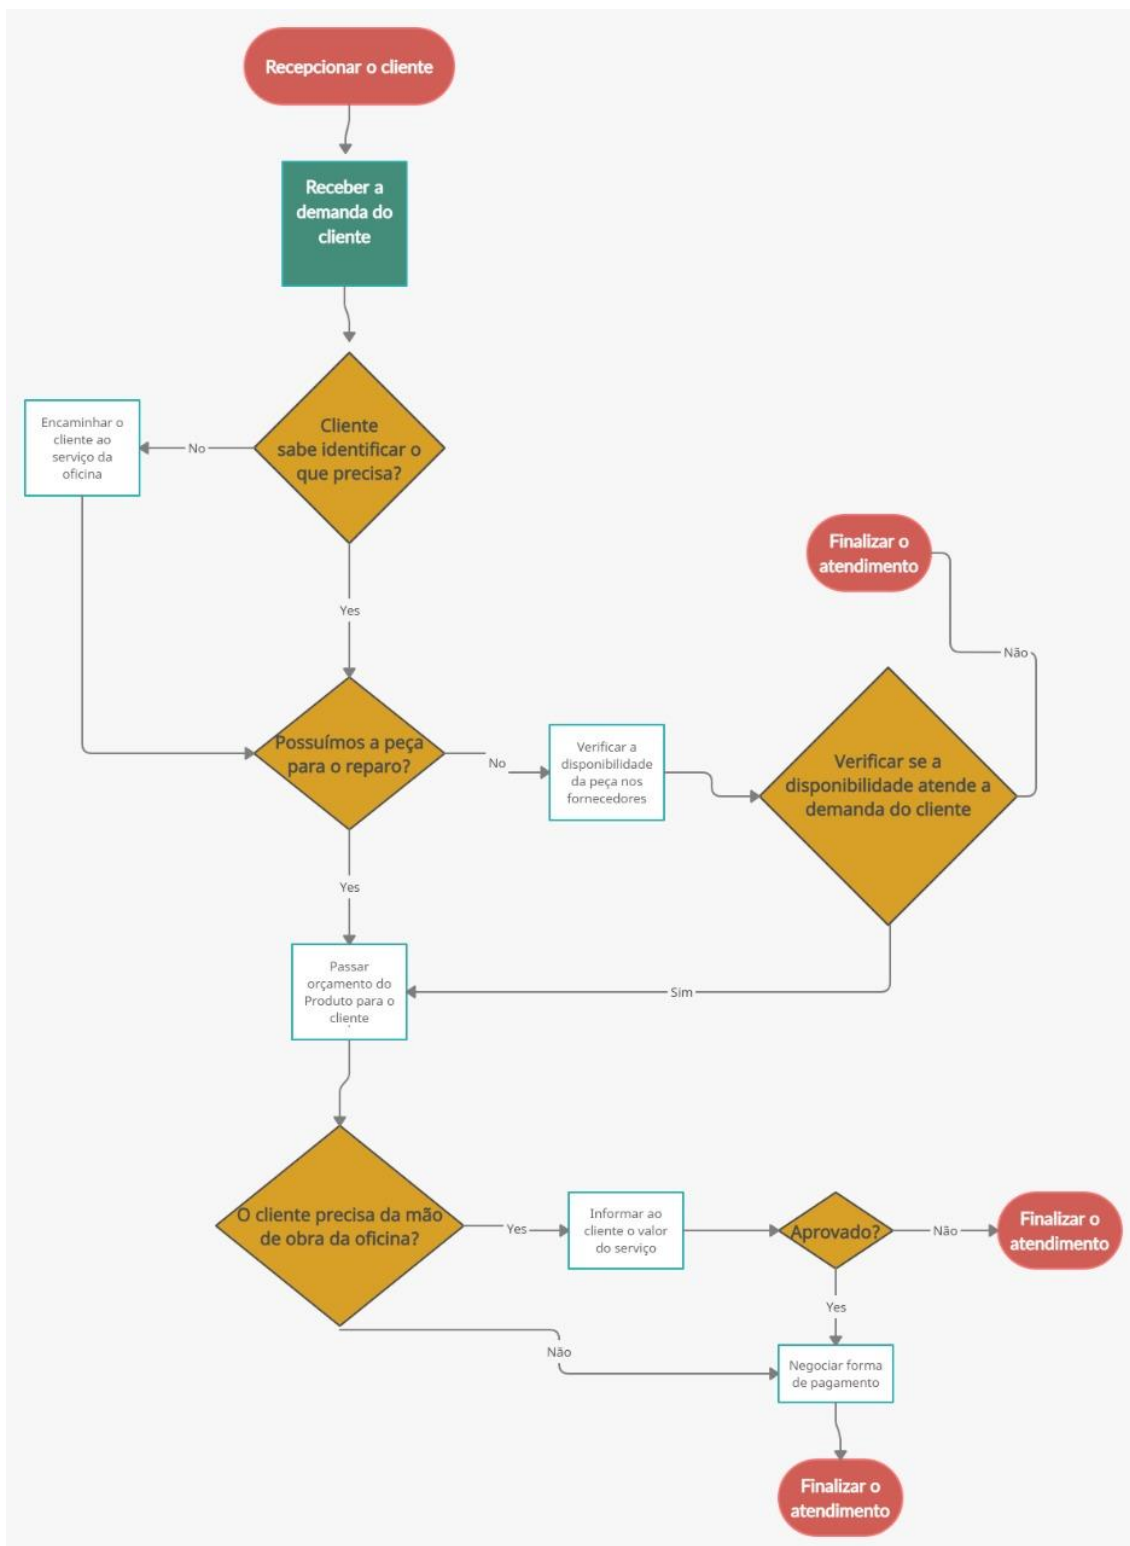 Recepcionar o cliente
Receber a
demanda do
cliente
Cliente
sabe identificar o
que precisa?
No
Encaminhar o
cliente ao
serviço da
oficina
Yes
Finalizar o
atendimento
Não
Possuímos a peça
para o reparo?
No
Verificar a
disponibilidade
da peça nos
fornecedores
Verificar se a
disponibilidade atende a
demanda do cliente
Yes
Sim
Passar
orçamento do
Produto para o
cliente
.
O cliente precisa da mão
de obra da oficina?
Yes
Informar ao
cliente o valor
do serviço
Aprovado?
Não
Finalizar o
atendimento
Yes
Não
Negociar forma
de pagamento
Finalizar o
atendimento